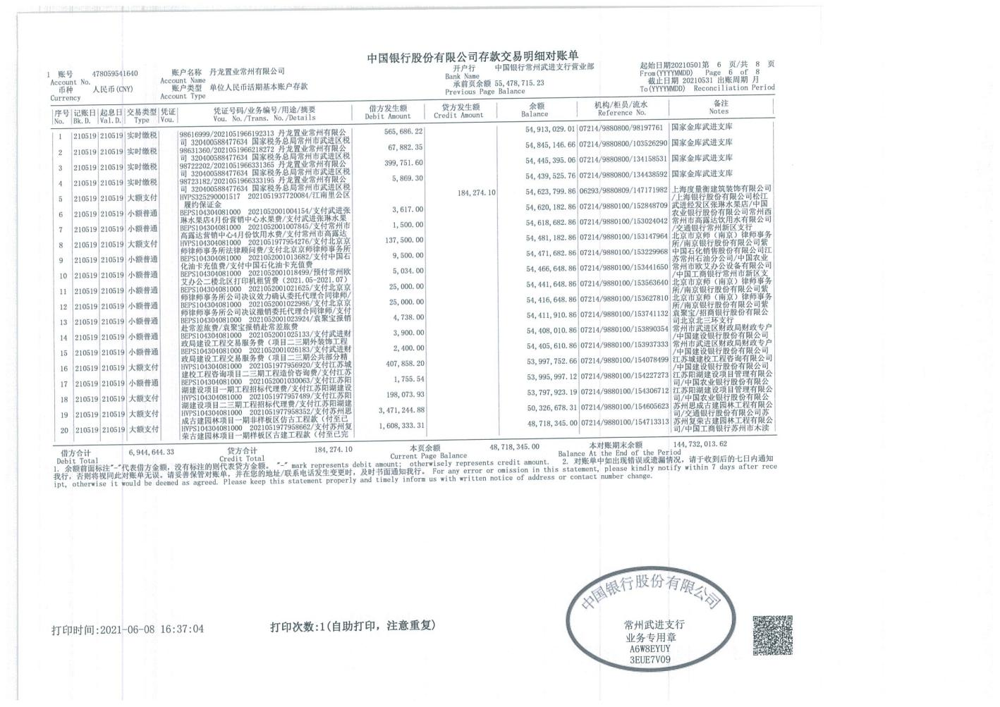 中国银行股份有限公司存款交易明细对账单
1 账号 478059541640 账户名称 丹龙置业常州有限公司 开户行 中国银行常州武进支行营业部 起始日期20210501第 6 页/共 8 页
Account No. Account Name Bank Name From(YYYYMMDD) Page 6 of 8
币种 人民币(CNY) 账户类型 单位人民币活期基本账户存款 承前页余额 55,478,715.23 截止日期 20210531 出账周期 月
Currency Account Type Previous Page Balance To(YYYYMMDD) Reconciliation Period
序号 记账日 起息日 交易类型 凭证 凭证号码/业务编号/用途/摘要 借方发生额 贷方发生额 余额 机构/柜员/流水 备注
No. Bk.D. Val.D. Type Vou. Vou. No./Trans. No./Details Debit Amount Credit Amount Balance Reference No. Notes
1 210519 210519 实时缴税 98616999/2021051966192313 丹龙置业常州有限公 565,686.22 54,913,029.01 07214/9880800/98197761 国家金库武进支库
司 320400588477634 国家税务总局常州市武进区税
2 210519 210519 实时缴税 98631360/2021051966218272 丹龙置业常州有限公 67,882.35 54,845,146.66 07214/9880800/103526290 国家金库武进支库
司 320400588477634 国家税务总局常州市武进区税
3 210519 210519 实时缴税 98722202/2021051966331365 丹龙置业常州有限公 399,751.60 54,445,395.06 07214/9880800/134158531 国家金库武进支库
司 320400588477634 国家税务总局常州市武进区税
4 210519 210519 实时缴税 98723182/2021051966333195 丹龙置业常州有限公 5,869.30 54,439,525.76 07214/9880800/134438592 国家金库武进支库
司 320400588477634 国家税务总局常州市武进区税
5 210519 210519 大额支付 HVPS325290001517 2021051937720084/江南里公区 184,274.10 54,623,799.86 06293/9880809/147171982 上海度量衡建筑装饰有限公司
履约保证金 /上海银行股份有限公司松江
6 210519 210519 小额普通 BEPS104304081000 2021052001004154/支付武进张 3,617.00 54,620,182.86 07214/9880100/152848709 武进经发区张琳水果店/中国
琳水果店4月份营销中心水果费/支付武进张琳水果 农业银行股份有限公司常州西
7 210519 210519 小额普通 BEPS104304081000 2021052001007845/支付常州市 1,500.00 54,618,682.86 07214/9880100/153024042 常州市高露达饮用水有限公司
高露达营销中心4月份饮用水费/支付常州市高露达 /交通银行常州新区支行
8 210519 210519 大额支付 HVPS104304081000 2021051977954276/支付北京京 137,500.00 54,481,182.86 07214/9880100/153147964 北京市京师（南京）律师事务
师律师事务所法律顾问费/支付北京京师律师事务所 所/南京银行股份有限公司紫
9 210519 210519 小额普通 BEPS104304081000 2021052001013682/支付中国石 9,500.00 54,471,682.86 07214/9880100/153229968 中国石化销售股份有限公司江
化油卡充值费/支付中国石化油卡充值费 苏常州石油分公司/中国农业
10 210519 210519 小额普通 BEPS104304081000 2021052001018499/预付常州欧 5,034.00 54,466,648.86 07214/9880100/153441650 常州市欧艾办公设备有限公司
艾办公二楼北区打印机租赁费（2021.05-2021.07） /中国工商银行常州市新区支
11 210519 210519 小额普通 BEPS104304081000 2021052001021625/支付北京京 25,000.00 54,441,648.86 07214/9880100/153563640 北京市京师（南京）律师事务
师律师事务所公司决议效力确认委托代理合同律师/ 所/南京银行股份有限公司紫
12 210519 210519 小额普通 BEPS104304081000 2021052001022986/支付北京京 25,000.00 54,416,648.86 07214/9880100/153627810 北京市京师（南京）律师事务
师律师事务所公司决议撤销委托代理合同律师/支付 所/南京银行股份有限公司紫
13 210519 210519 小额普通 BEPS104304081000 2021052001023924/袁聚宝报销 4,738.00 54,411,910.86 07214/9880100/153741132 袁聚宝/招商银行股份有限公
赴常差旅费/袁聚宝报销赴常差旅费 司北京北三环支行
14 210519 210519 小额普通 BEPS104304081000 2021052001025133/支付武进财 3,900.00 54,408,010.86 07214/9880100/153890354 常州市武进区财政局财政专户
政局建设工程交易服务费（项目二三期外装饰工程 /中国建设银行股份有限公司
15 210519 210519 小额普通 BEPS104304081000 2021052001026183/支付武进财 2,400.00 54,405,610.86 07214/9880100/153937333 常州市武进区财政局财政专户
政局建设工程交易服务费（项目二三期公共部分精 /中国建设银行股份有限公司
16 210519 210519 大额支付 HVPS104304081000 2021051977956920/支付江苏城 407,858.20 53,997,752.66 07214/9880100/154078499 江苏城建校工程咨询有限公司
建校工程咨询项目二三期工程造价咨询费/支付江苏 /中国建设银行股份有限公司
17 210519 210519 小额普通 BEPS104304081000 2021052001030063/支付江苏阳 1,755.54 53,995,997.12 07214/9880100/154227273 江苏阳湖建设项目管理有限公
湖建设项目一期工程招标代理费/支付江苏阳湖建设 司/中国农业银行股份有限公
18 210519 210519 大额支付 HVPS104304081000 2021051977957489/支付江苏阳 198,073.93 53,797,923.19 07214/9880100/154306712 江苏阳湖建设项目管理有限公
湖建设项目二三期工程招标代理费/支付江苏阳湖建 司/中国农业银行股份有限公
19 210519 210519 大额支付 HVPS104304081000 2021051977958352/支付苏州思 3,471,244.88 50,326,678.31 07214/9880100/154605623 苏州思成古建园林工程有限公
成古建园林项目一期非样板区仿古工程款（付至已 司/交通银行股份有限公司苏
20 210519 210519 大额支付 HVPS104304081000 2021051977958662/支付苏州复 1,608,333.31 48,718,345.00 07214/9880100/154713313 苏州复荣古建园林工程有限公
荣古建园林项目一期样板区古建工程款（付至已完 司/中国工商银行苏州市木渎
借方合计 6,944,644.33 贷方合计 184,274.10 本页余额 48,718,345.00 本对账期末余额 144,732,013.62
Debit Total Credit Total Current Page Balance Balance At the End of the Period
1. 余额前面标注"-"代表借方金额，没有标注的则代表贷方金额。 "-" mark represents debit amount; otherwisely represents credit amount. 2. 对账单中如出现错误或遗漏情况，请于收到后的七日内通知
我行，否则将视同此对账单无误。请妥善保管对账单，并在您的地址/联系电话发生变更时，及时书面通知我行。 For any error or omission in this statement, please kindly notify within 7 days after rece
ipt, otherwise it would be deemed as agreed. Please keep this statement properly and timely inform us with written notice of address or contact number change.
打印时间:2021-06-08 16:37:04 打印次数:1(自助打印，注意重复)
中国银行股份有限公司
常州武进支行
业务专用章
A6W8EYUY
3EUE7V09